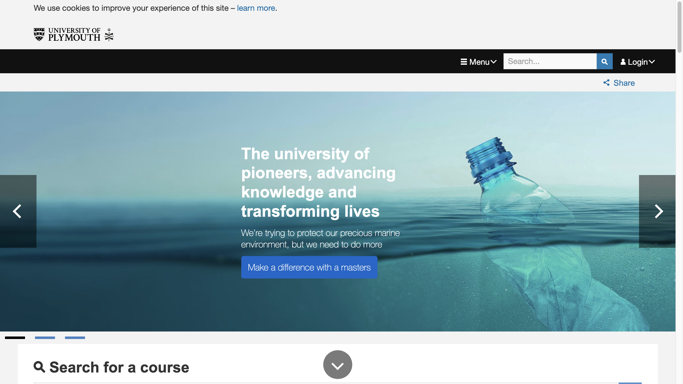 We use cookies to improve your experience of this site – learn more.
UNIVERSITY OF
PLYMOUTH
Menu
Search...
Login
Share
The university of
pioneers, advancing
knowledge and
transforming lives
We're trying to protect our precious marine
environment, but we need to do more
Make a difference with a masters
Search for a course